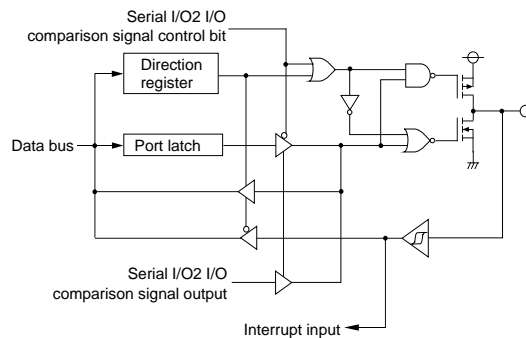 Serial I/O2 I/O
comparison signal control bit
Direction
register
Data bus
Port latch
Serial I/O2 I/O
comparison signal output
Interrupt input